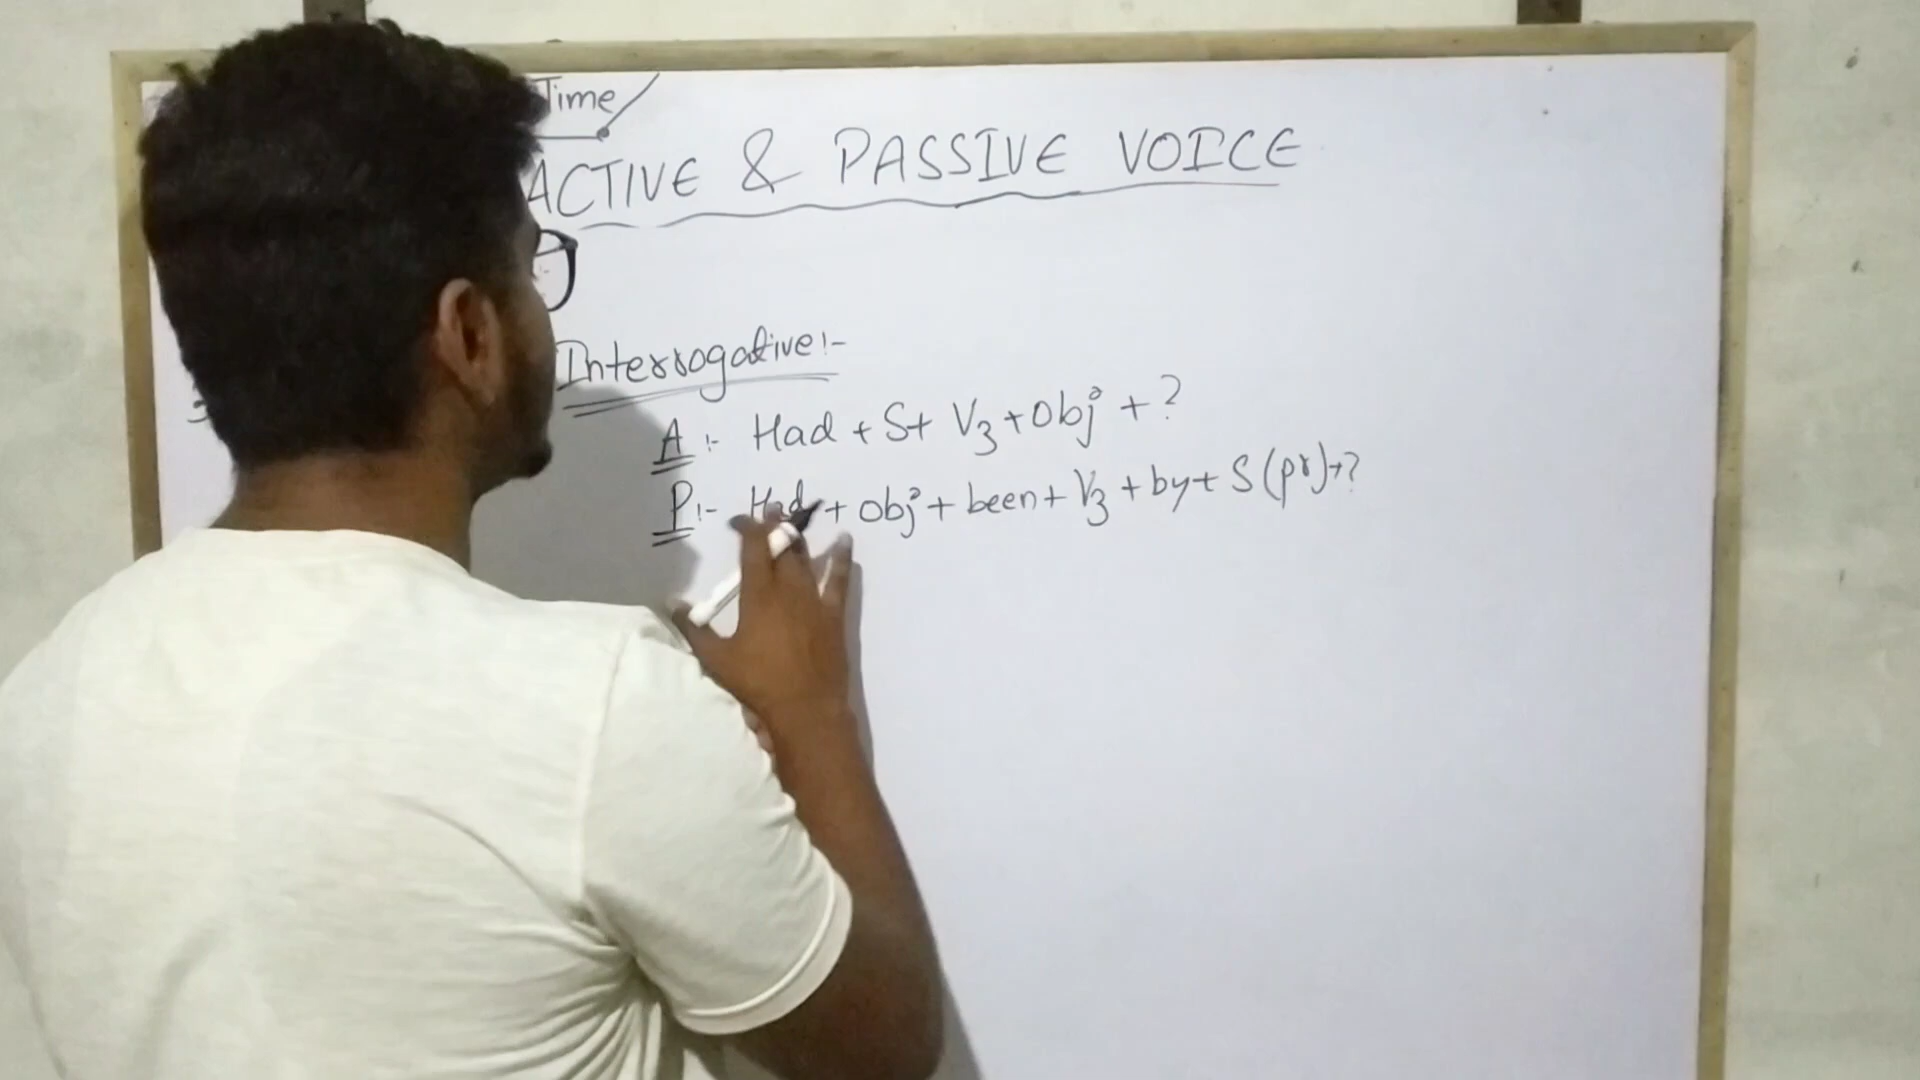 Time
ACTIVE & PASSIVE VOICE
Interrogative :-
A :- Had + S + V3 + Obj + ?
P :- Had + Obj + been + V3 + by + S (pr) + ?